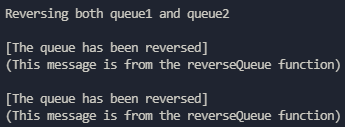 Reversing both queue1 and queue2
[The queue has been reversed]
(This message is from the reverseQueue function)
[The queue has been reversed]
(This message is from the reverseQueue function)